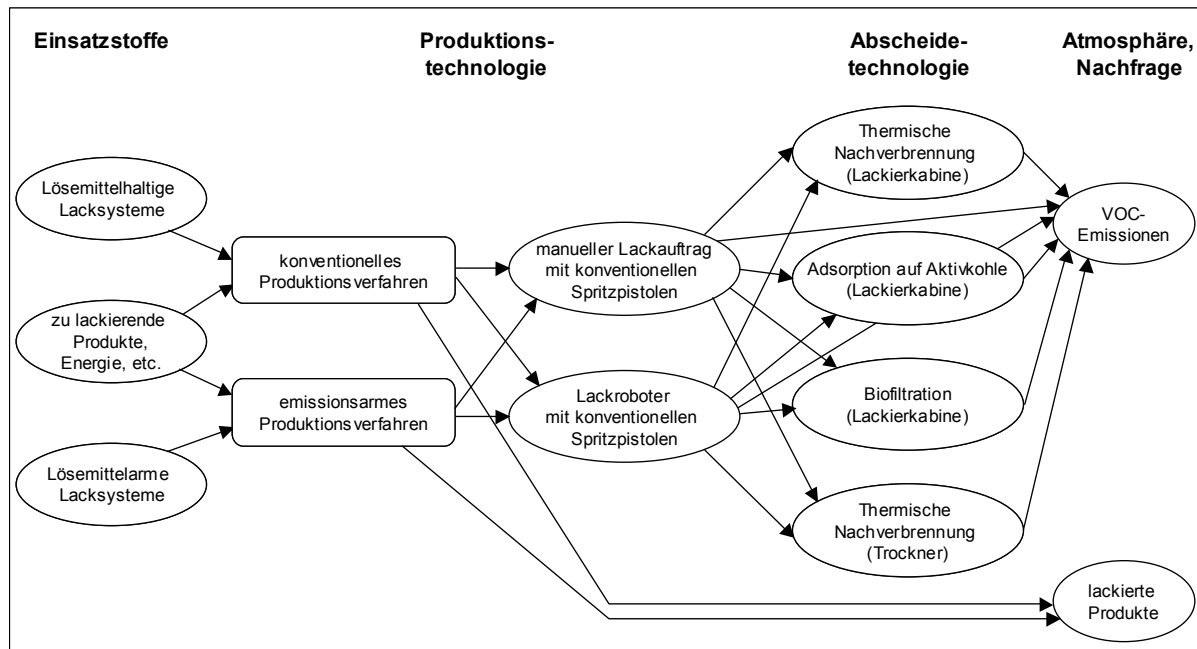 Einsatzstoffe
Produktions-
technologie
Abscheide-
technologie
Atmosphäre,
Nachfrage
Lösemittelhaltige
Lacksysteme
zu lackierende
Produkte,
Energie, etc.
Lösemittelarme
Lacksysteme
konventionelles
Produktionsverfahren
emissionsarmes
Produktionsverfahren
manueller Lackauftrag
mit konventionellen
Spritzpistolen
Lackroboter
mit konventionellen
Spritzpistolen
Thermische
Nachverbrennung
(Lackierkabine)
Adsorption auf Aktivkohle
(Lackierkabine)
Biofiltration
(Lackierkabine)
Thermische
Nachverbrennung
(Trockner)
VOC-
Emissionen
lackierte
Produkte